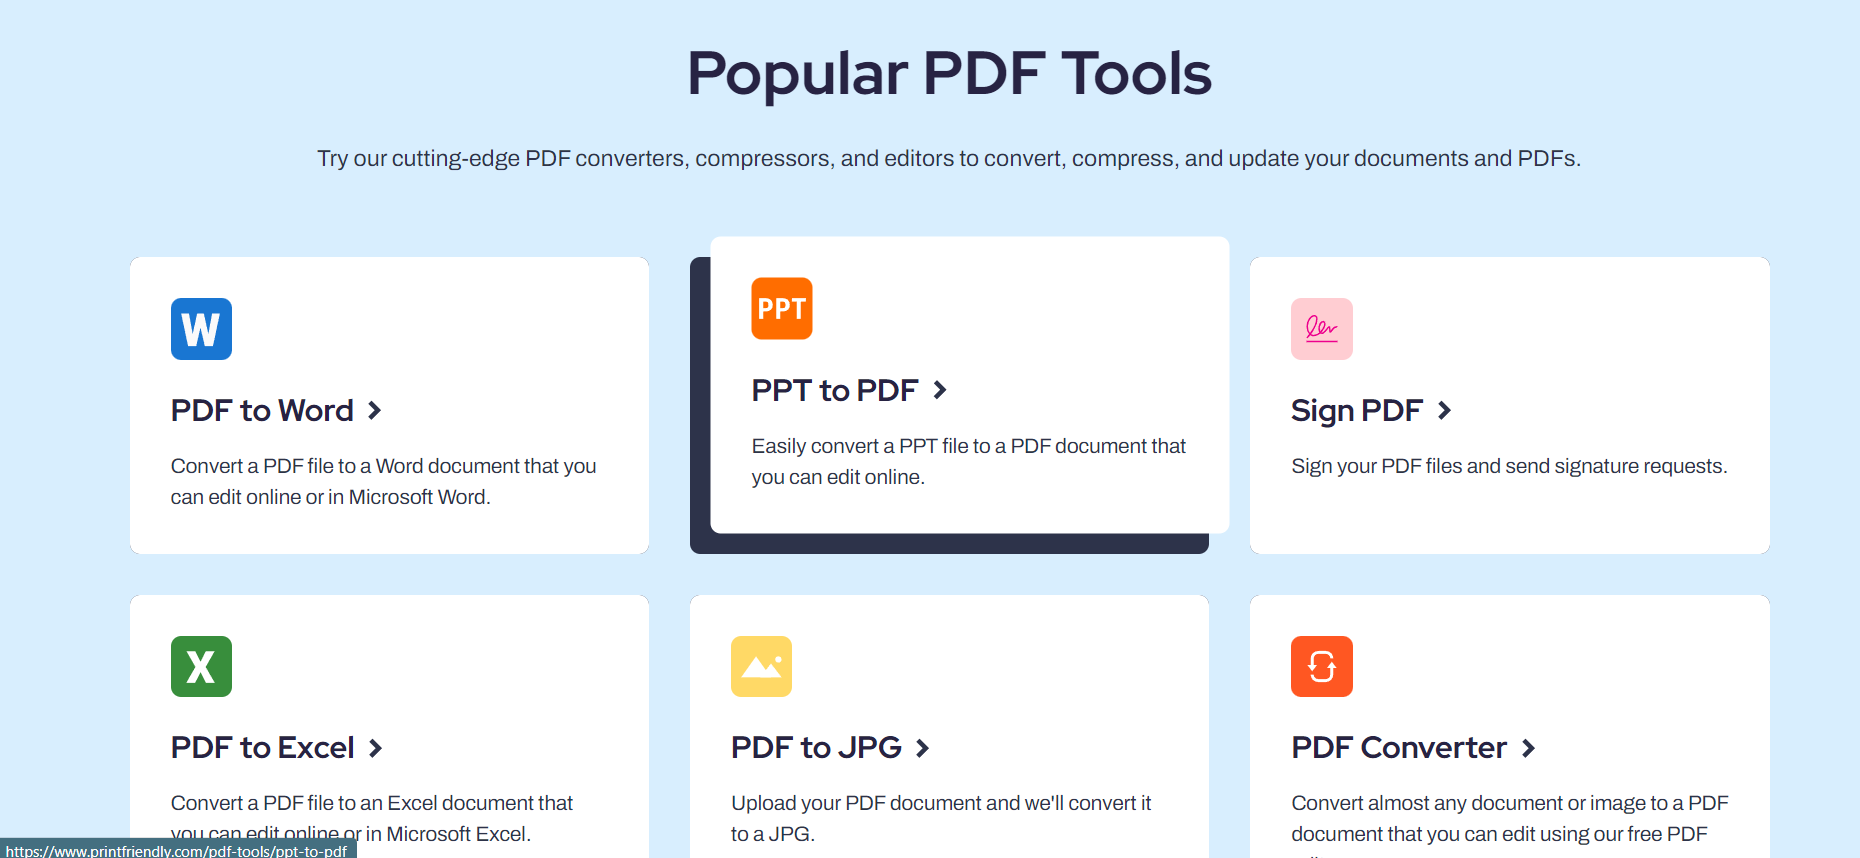 Popular PDF Tools
Try our cutting-edge PDF converters, compressors, and editors to convert, compress, and update your documents and PDFs.
W
PDF to Word
Convert a PDF file to a Word document that you
can edit online or in Microsoft Word.
PPT
PPT to PDF
Easily convert a PPT file to a PDF document that
you can edit online.
Sign PDF
Sign your PDF files and send signature requests.
X
PDF to Excel
Convert a PDF file to an Excel document that
you can edit online or in Microsoft Excel.
PDF to JPG
Upload your PDF document and we'll convert it
to a JPG.
PDF Converter
Convert almost any document or image to a PDF
document that you can edit using our free PDF
https://www.printfriendly.com/pdf-tools/ppt-to-pdf